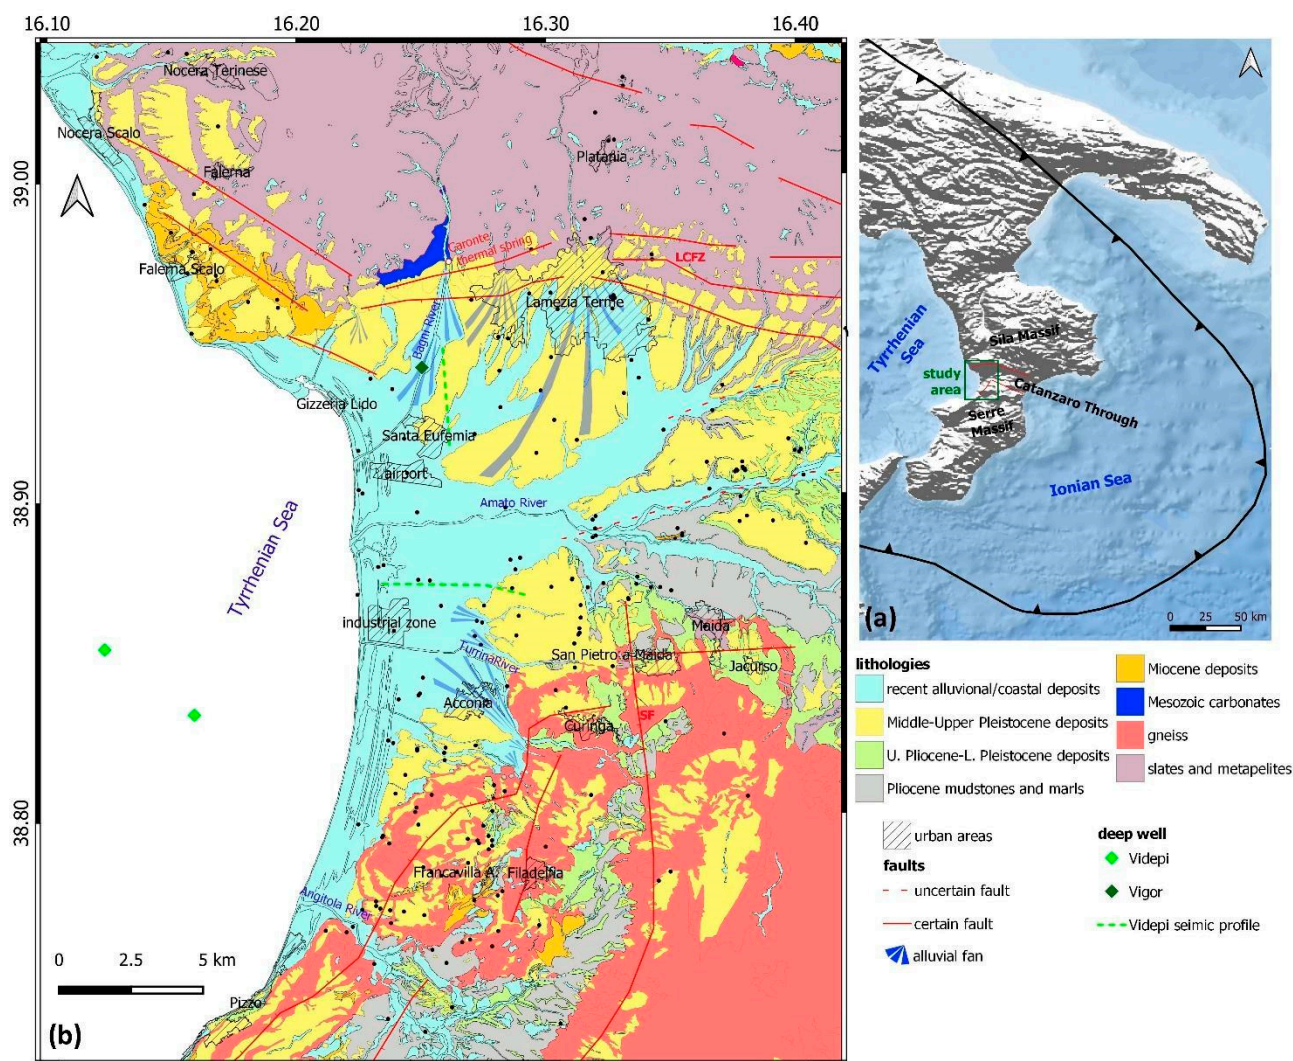 16.10
16.20
16.30
16.40
39.00
38.90
38.80
Nocera Terinese
Nocera Scalo
Falerna
Platania
Falerna Scalo
Caronte
thermal spring
LCFZ
Lamezia Terme
Bagni River
Gizzeria Lido
Santa Eufemia
airport
Amato River
Tyrrhenian Sea
industrial zone
TurrinaRiver
Maida
San Pietro a Maida
Jacurso
Acconia
SF
Curinga
Francavilla A.
Filadelfia
Angitola River
0
2.5
5 km
Pizzo
(b)
Tyrrhenian
Sea
Sila Massif
study
area
Catanzaro Through
Serre
Massif
Ionian Sea
(a)
0
25
50 km
lithologies
recent alluvional/coastal deposits
Middle-Upper Pleistocene deposits
U. Pliocene-L. Pleistocene deposits
Pliocene mudstones and marls
Miocene deposits
Mesozoic carbonates
gneiss
slates and metapelites
urban areas
faults
uncertain fault
certain fault
alluvial fan
deep well
Videpi
Vigor
Videpi seimic profile